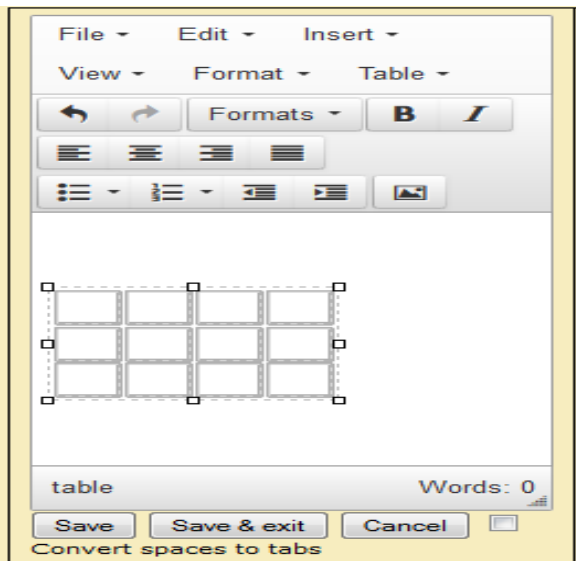 File Edit Insert
View Format Table
Formats B I
table Words: 0
Save Save & exit Cancel
Convert spaces to tabs